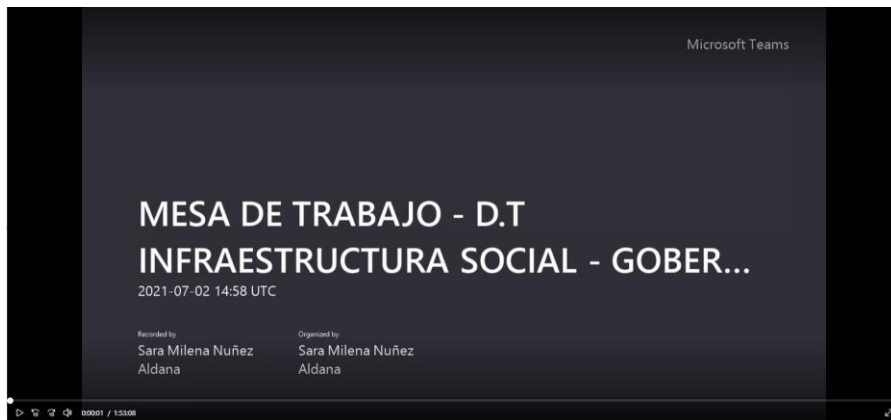 Microsoft Teams
MESA DE TRABAJO - D.T
INFRAESTRUCTURA SOCIAL - GOBER...
2021-07-02 14:58 UTC
Recorded by
Organized by
Sara Milena Nuñez
Aldana
Sara Milena Nuñez
Aldana
0:00:01 / 1:53:08